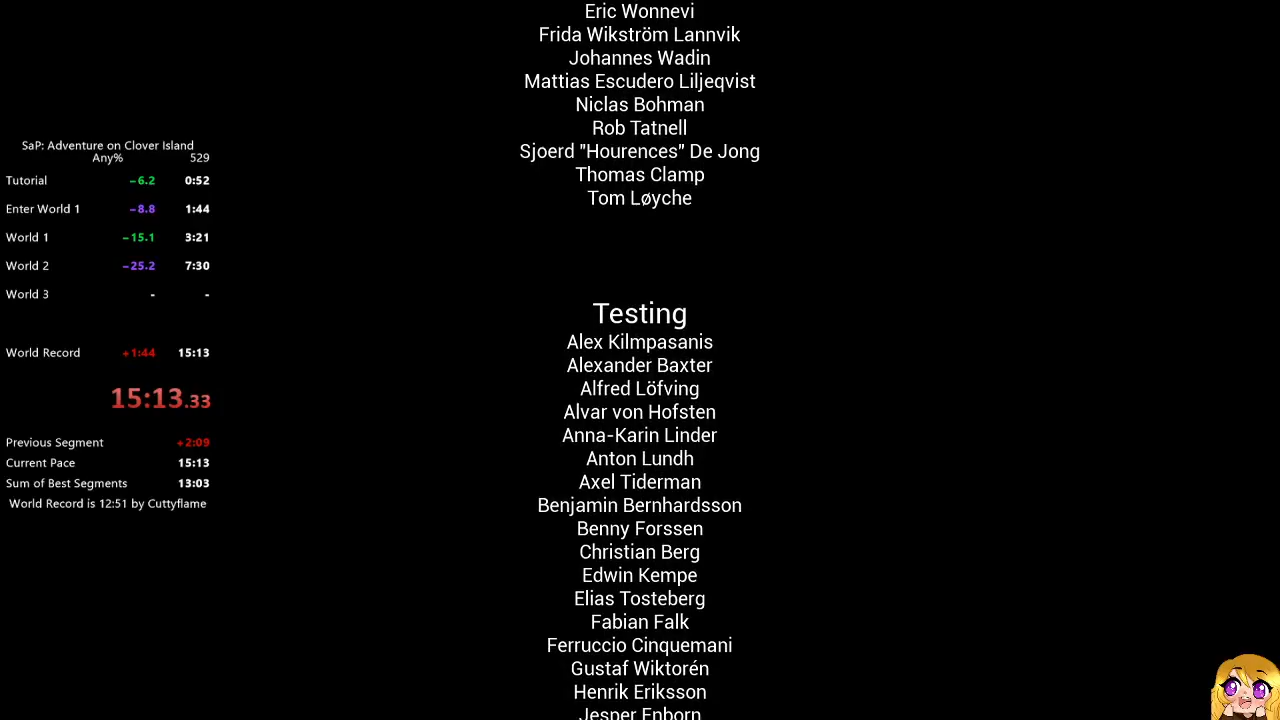 SaP: Adventure on Clover Island
Any% 529
Tutorial -6.2 0:52
Enter World 1 -8.8 1:44
World 1 -15.1 3:21
World 2 -25.2 7:30
World 3 - -
World Record +1:44 15:13
15:13.33
Previous Segment +2:09
Current Pace 15:13
Sum of Best Segments 13:03
World Record is 12:51 by Cuttyflame
Eric Wonnevi
Frida Wikström Lannvik
Johannes Wadin
Mattias Escudero Liljeqvist
Niclas Bohman
Rob Tatnell
Sjoerd "Hourences" De Jong
Thomas Clamp
Tom Løyche
Testing
Alex Kilmpasanis
Alexander Baxter
Alfred Löfving
Alvar von Hofsten
Anna-Karin Linder
Anton Lundh
Axel Tiderman
Benjamin Bernhardsson
Benny Forssen
Christian Berg
Edwin Kempe
Elias Tosteberg
Fabian Falk
Ferruccio Cinquemani
Gustaf Wiktorén
Henrik Eriksson
Jesper Enborn